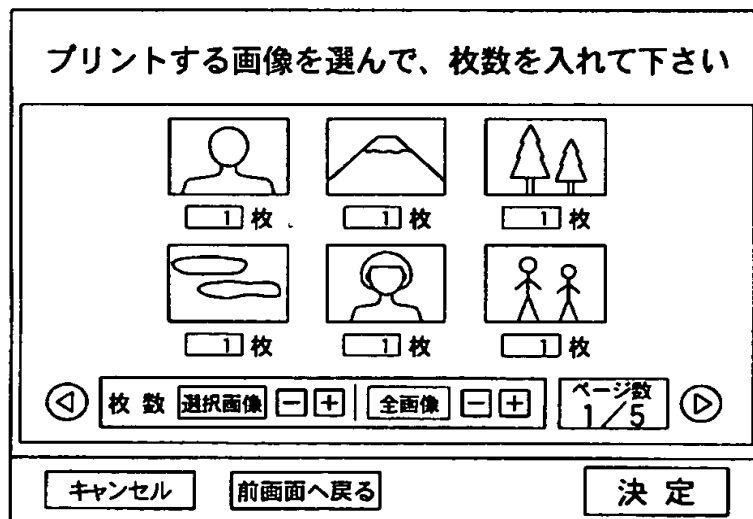 プリントする画像を選んで、枚数を入れて下さい
1枚 1枚 1枚
1枚 1枚 1枚
枚数 選択画像 − + 全画像 − + ページ数
1/5
キャンセル 前画面へ戻る 決定